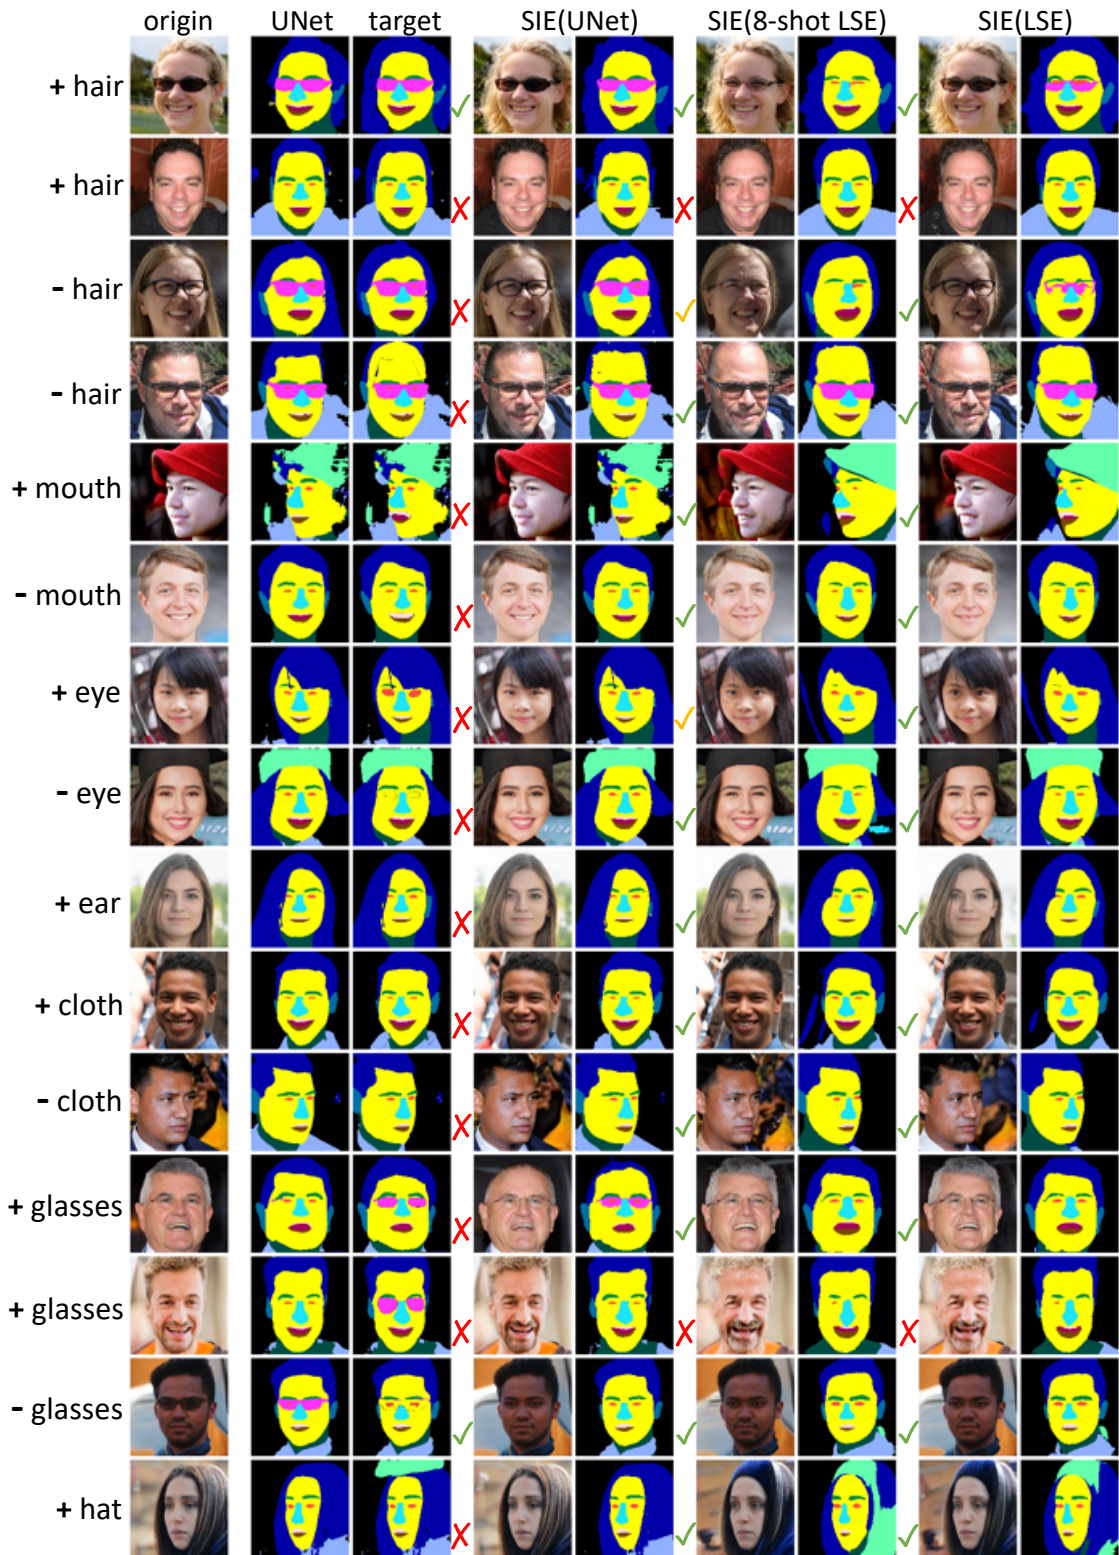 origin UNet target SIE(UNet) SIE(8-shot LSE) SIE(LSE)
+ hair
+ hair
- hair
- hair
+ mouth
- mouth
+ eye
- eye
+ ear
+ cloth
- cloth
+ glasses
+ glasses
- glasses
+ hat